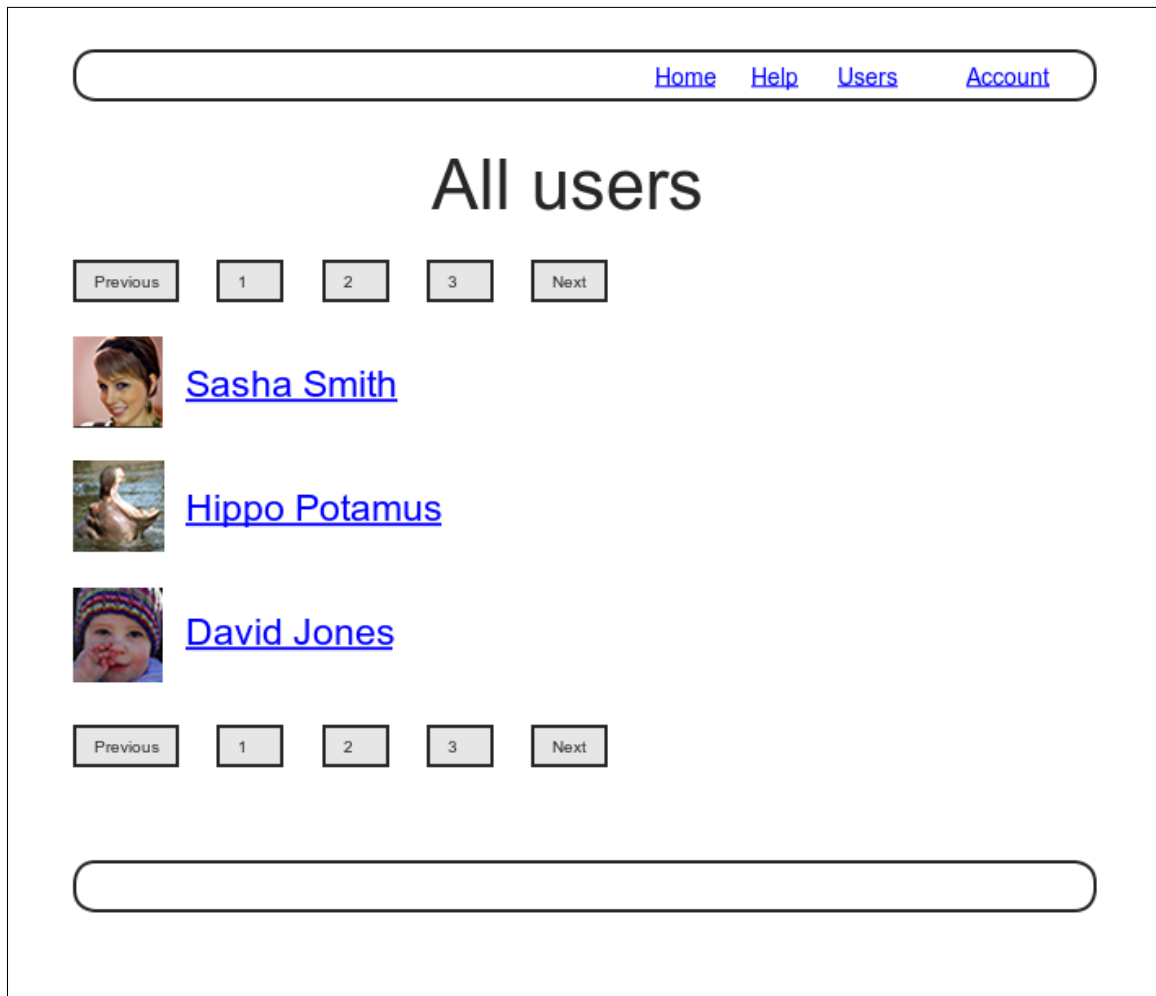 Home Help Users Account
All users
Previous 1 2 3 Next
Sasha Smith
Hippo Potamus
David Jones
Previous 1 2 3 Next